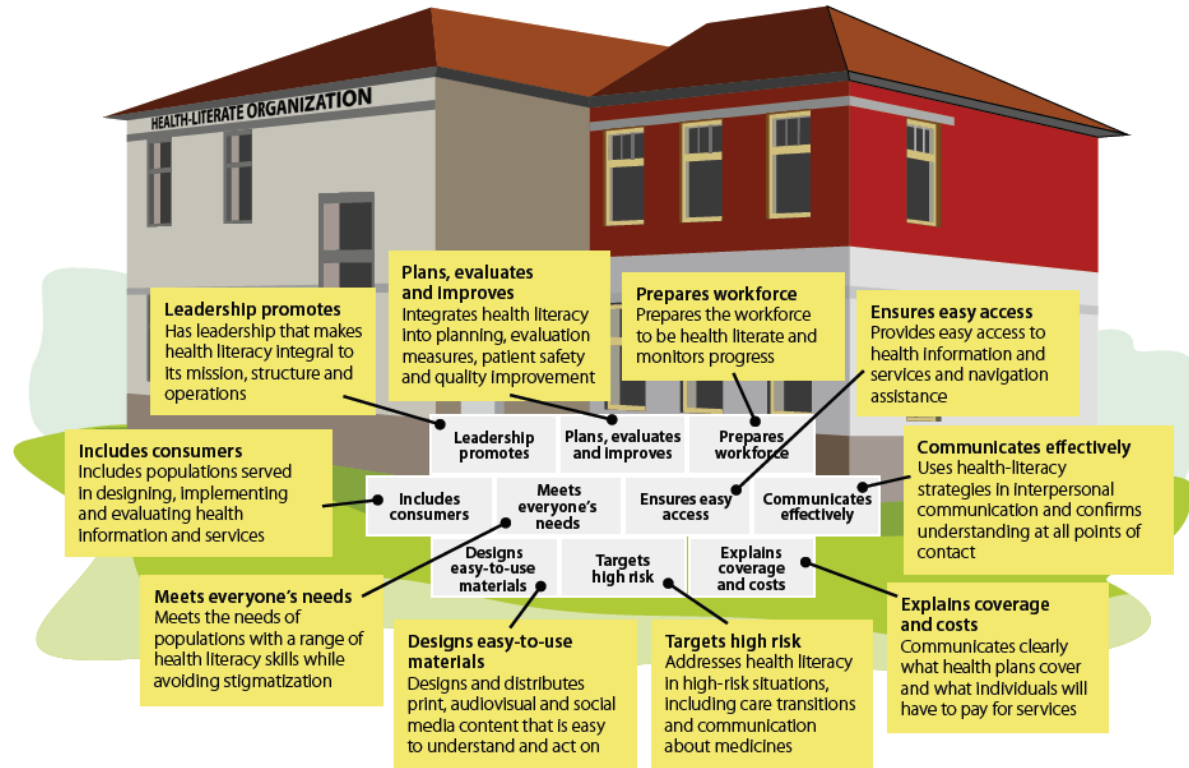 HEALTH-LITERATE ORGANIZATION
Leadership promotes
Has leadership that makes
health literacy integral to
its mission, structure and
operations
Plans, evaluates
and improves
Integrates health literacy
into planning, evaluation
measures, patient safety
and quality improvement
Prepares workforce
Prepares the workforce
to be health literate and
monitors progress
Ensures easy access
Provides easy access to
health information and
services and navigation
assistance
Includes consumers
Includes populations served
in designing, implementing
and evaluating health
information and services
Leadership
promotes
Plans, evaluates
and improves
Prepares
workforce
Includes
consumers
Meets
everyone's
needs
Ensures easy
access
Communicates
effectively
Designs
easy-to-use
materials
Targets
high risk
Explains
coverage
and costs
Communicates effectively
Uses health-literacy
strategies in interpersonal
communication and confirms
understanding at all points of
contact
Meets everyone's needs
Meets the needs of
populations with a range of
health literacy skills while
avoiding stigmatization
Designs easy-to-use
materials
Designs and distributes
print, audiovisual and social
media content that is easy
to understand and act on
Targets high risk
Addresses health literacy
in high-risk situations,
including care transitions
and communication
about medicines
Explains coverage
and costs
Communicates clearly
what health plans cover
and what individuals will
have to pay for services